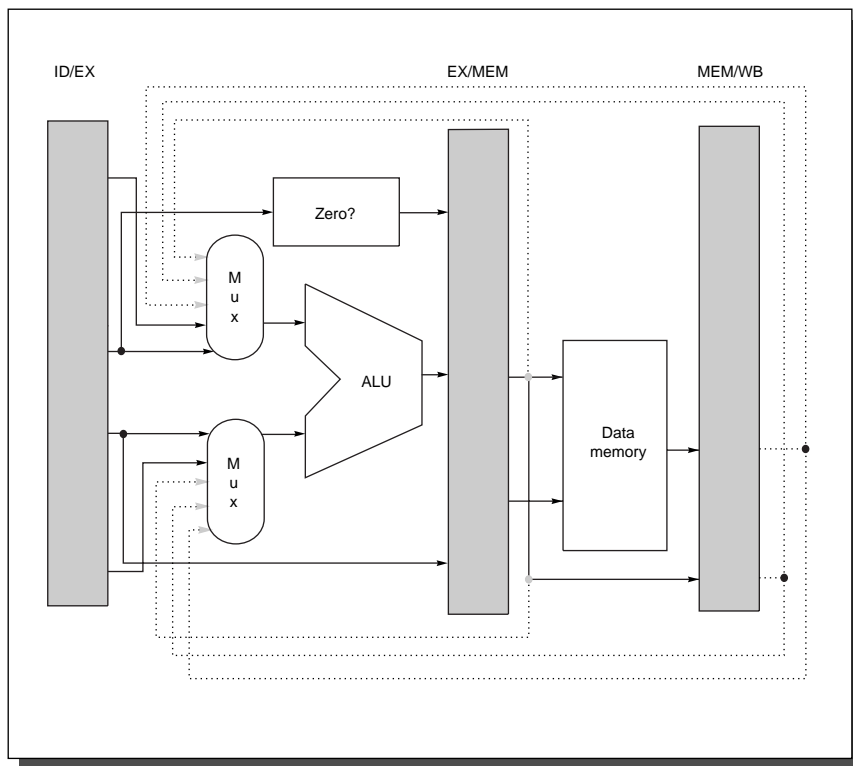 ID/EX
EX/MEM
MEM/WB
Zero?
M
u
x
ALU
M
u
x
Data
memory